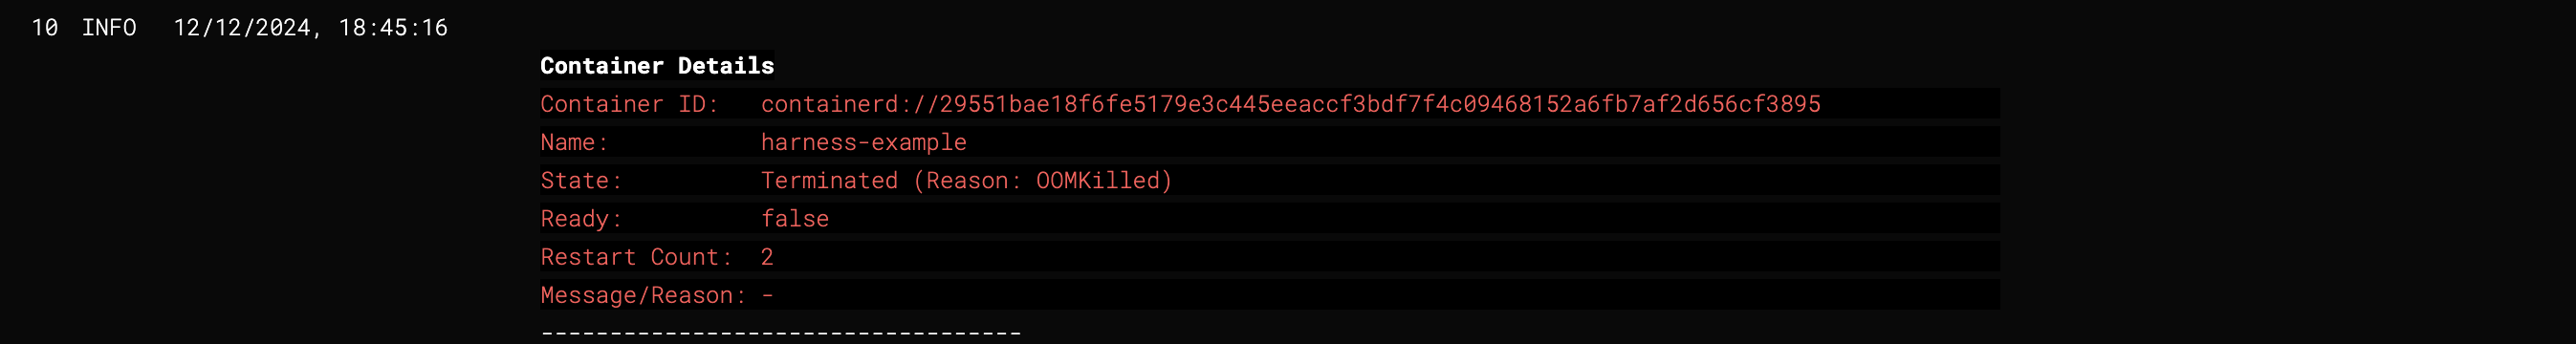 10 INFO 12/12/2024, 18:45:16
Container Details
Container ID: containerd://29551bae18f6fe5179e3c445eeaccf3bdf7f4c09468152a6fb7af2d656cf3895
Name: harness-example
State: Terminated (Reason: OOMKilled)
Ready: false
Restart Count: 2
Message/Reason: -
-----------------------------------